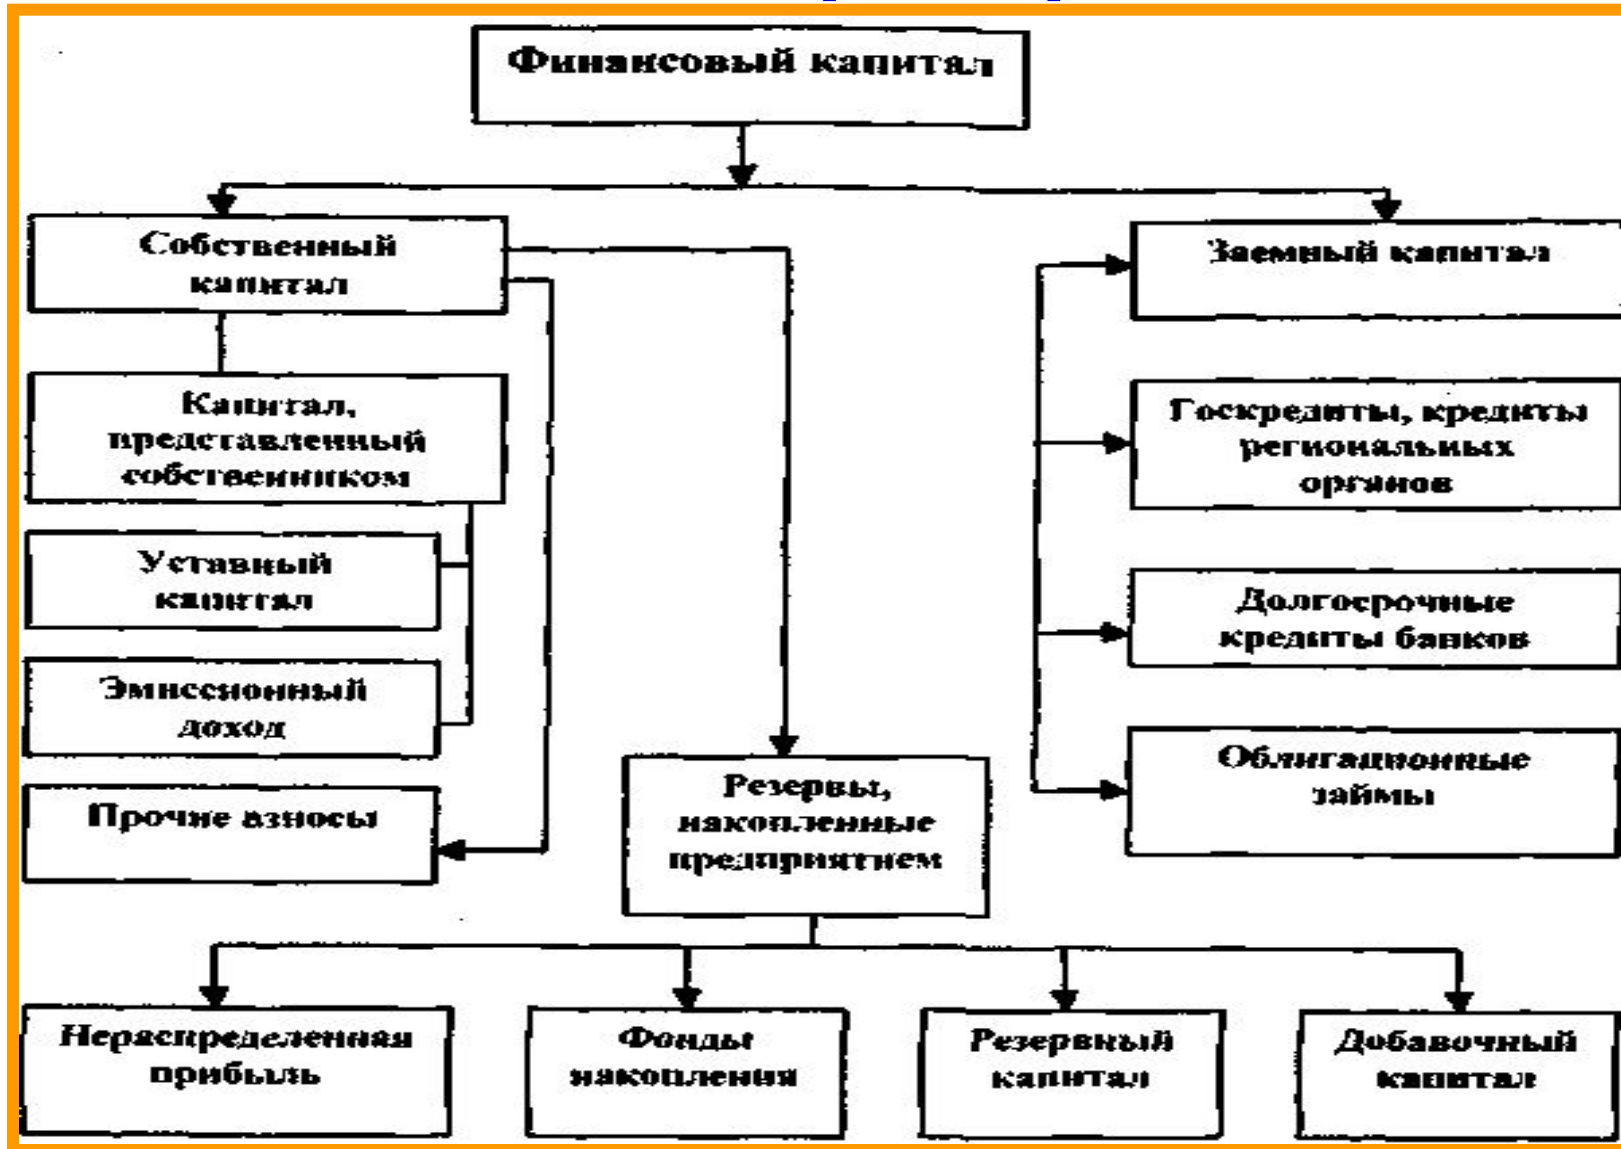 Финансовый капитал
Собственный
капитал
Заемный капитал
Капитал,
представленный
собственником
Госкредиты, кредиты
региональных
органов
Уставный
капитал
Долгосрочные
кредиты банков
Эмиссионный
доход
Облигационные
займы
Прочие взносы
Резервы,
накопленные
предприятием
Нераспределенная
прибыль
Фонды
накопления
Резервный
капитал
Добавочный
капитал